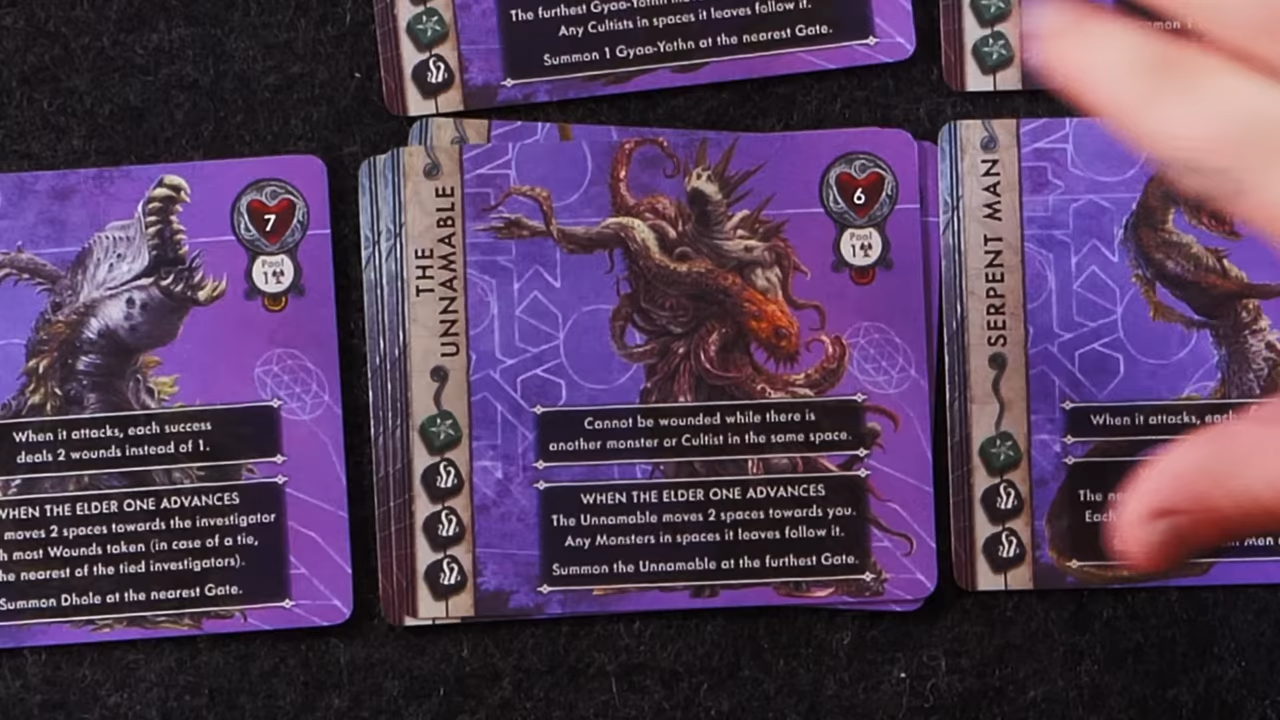 The furthest
Any Cultists in spaces it leaves follow it.
Summon 1 Gyaa-Yothn at the nearest Gate.
7
Pool
1
When it attacks, each success
deals 2 wounds instead of 1.
WHEN THE ELDER ONE ADVANCES
moves 2 spaces towards the investigator
most Wounds taken (in case of a tie,
nearest of the tied investigators).
Summon Dhole at the nearest Gate.
THE
UNNAMABLE
6
Pool
1
Cannot be wounded while there is
another monster or Cultist in the same space.
WHEN THE ELDER ONE ADVANCES
The Unnamable moves 2 spaces towards you.
Any Monsters in spaces it leaves follow it.
Summon the Unnamable at the furthest Gate.
SERPENT MAN
When it attacks,
The
Each
Men